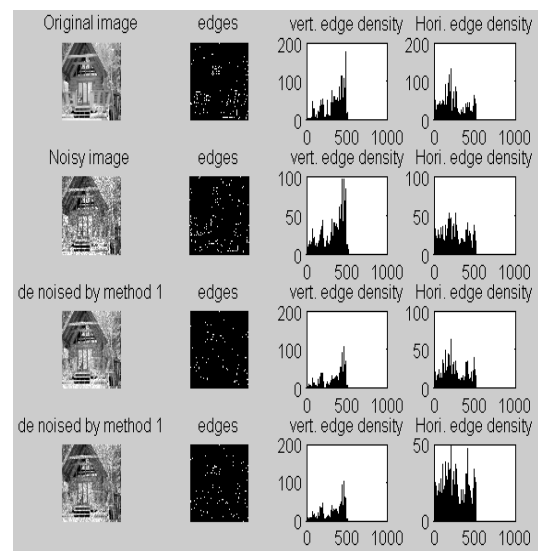 Original image edges vert. edge density Hori. edge density
200 200
100 100
0 0
0 500 1000 0 500 1000
Noisy image edges vert. edge density Hori. edge density
100 100
50 50
0 0
0 500 1000 0 500 1000
de noised by method 1 edges vert. edge density Hori. edge density
200 100
100 50
0 0
0 500 1000 0 500 1000
de noised by method 1 edges vert. edge density Hori. edge density
200 50
100
0 0
0 500 1000 0 500 1000